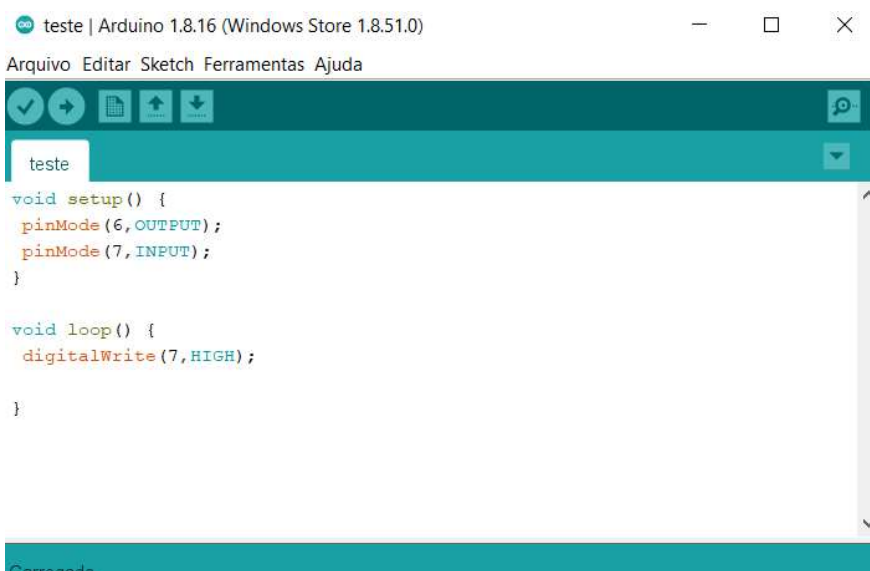 teste | Arduino 1.8.16 (Windows Store 1.8.51.0)
Arquivo Editar Sketch Ferramentas Ajuda
teste
void setup() {
 pinMode(6,OUTPUT);
 pinMode(7,INPUT);
}
void loop() {
 digitalWrite(7,HIGH);
}